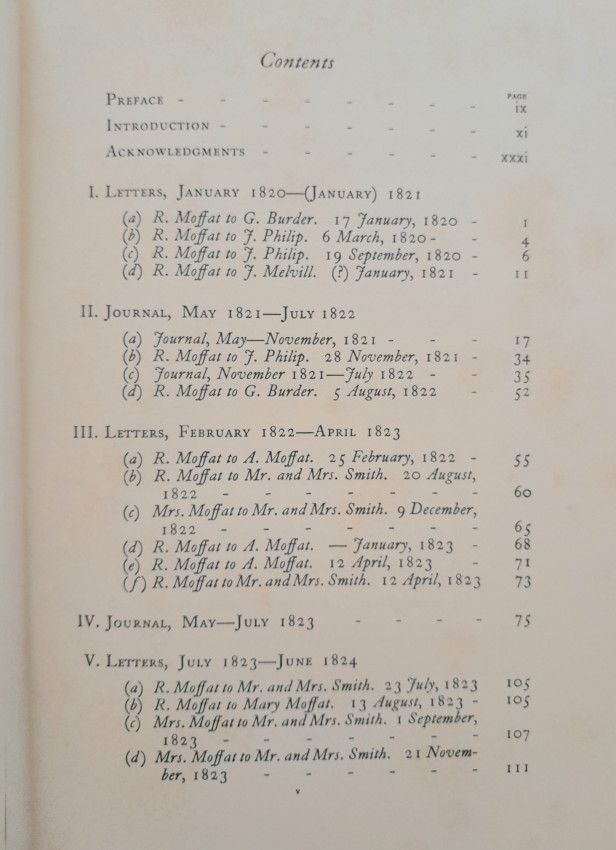 Contents
PAGE
PREFACE - - - - - - - ix
INTRODUCTION - - - - - - - xi
ACKNOWLEDGMENTS - - - - - - xxxi
I. LETTERS, JANUARY 1820—(JANUARY) 1821
(a) R. Moffat to G. Burder. 17 January, 1820 - 1
(b) R. Moffat to J. Philip. 6 March, 1820 - - 4
(c) R. Moffat to J. Philip. 19 September, 1820 - 6
(d) R. Moffat to J. Melvill. (?) January, 1821 - 11
II. JOURNAL, MAY 1821—JULY 1822
(a) Journal, May—November, 1821 - - - 17
(b) R. Moffat to J. Philip. 28 November, 1821 - 34
(c) Journal, November 1821—July 1822 - - 35
(d) R. Moffat to G. Burder. 5 August, 1822 - 52
III. LETTERS, FEBRUARY 1822—APRIL 1823
(a) R. Moffat to A. Moffat. 25 February, 1822 - 55
(b) R. Moffat to Mr. and Mrs. Smith. 20 August,
1822 - - - - - - - 60
(c) Mrs. Moffat to Mr. and Mrs. Smith. 9 December,
1822 - - - - - - - 65
(d) R. Moffat to A. Moffat. — January, 1823 - 68
(e) R. Moffat to A. Moffat. 12 April, 1823 - 71
(f) R. Moffat to Mr. and Mrs. Smith. 12 April, 1823 73
IV. JOURNAL, MAY—JULY 1823 - - - - 75
V. LETTERS, JULY 1823—JUNE 1824
(a) R. Moffat to Mr. and Mrs. Smith. 23 July, 1823 105
(b) R. Moffat to Mary Moffat. 13 August, 1823 - 105
(c) Mrs. Moffat to Mr. and Mrs. Smith. 1 September,
1823 - - - - - - - 107
(d) Mrs. Moffat to Mr. and Mrs. Smith. 21 Novem-
ber, 1823 - - - - - - 111
v